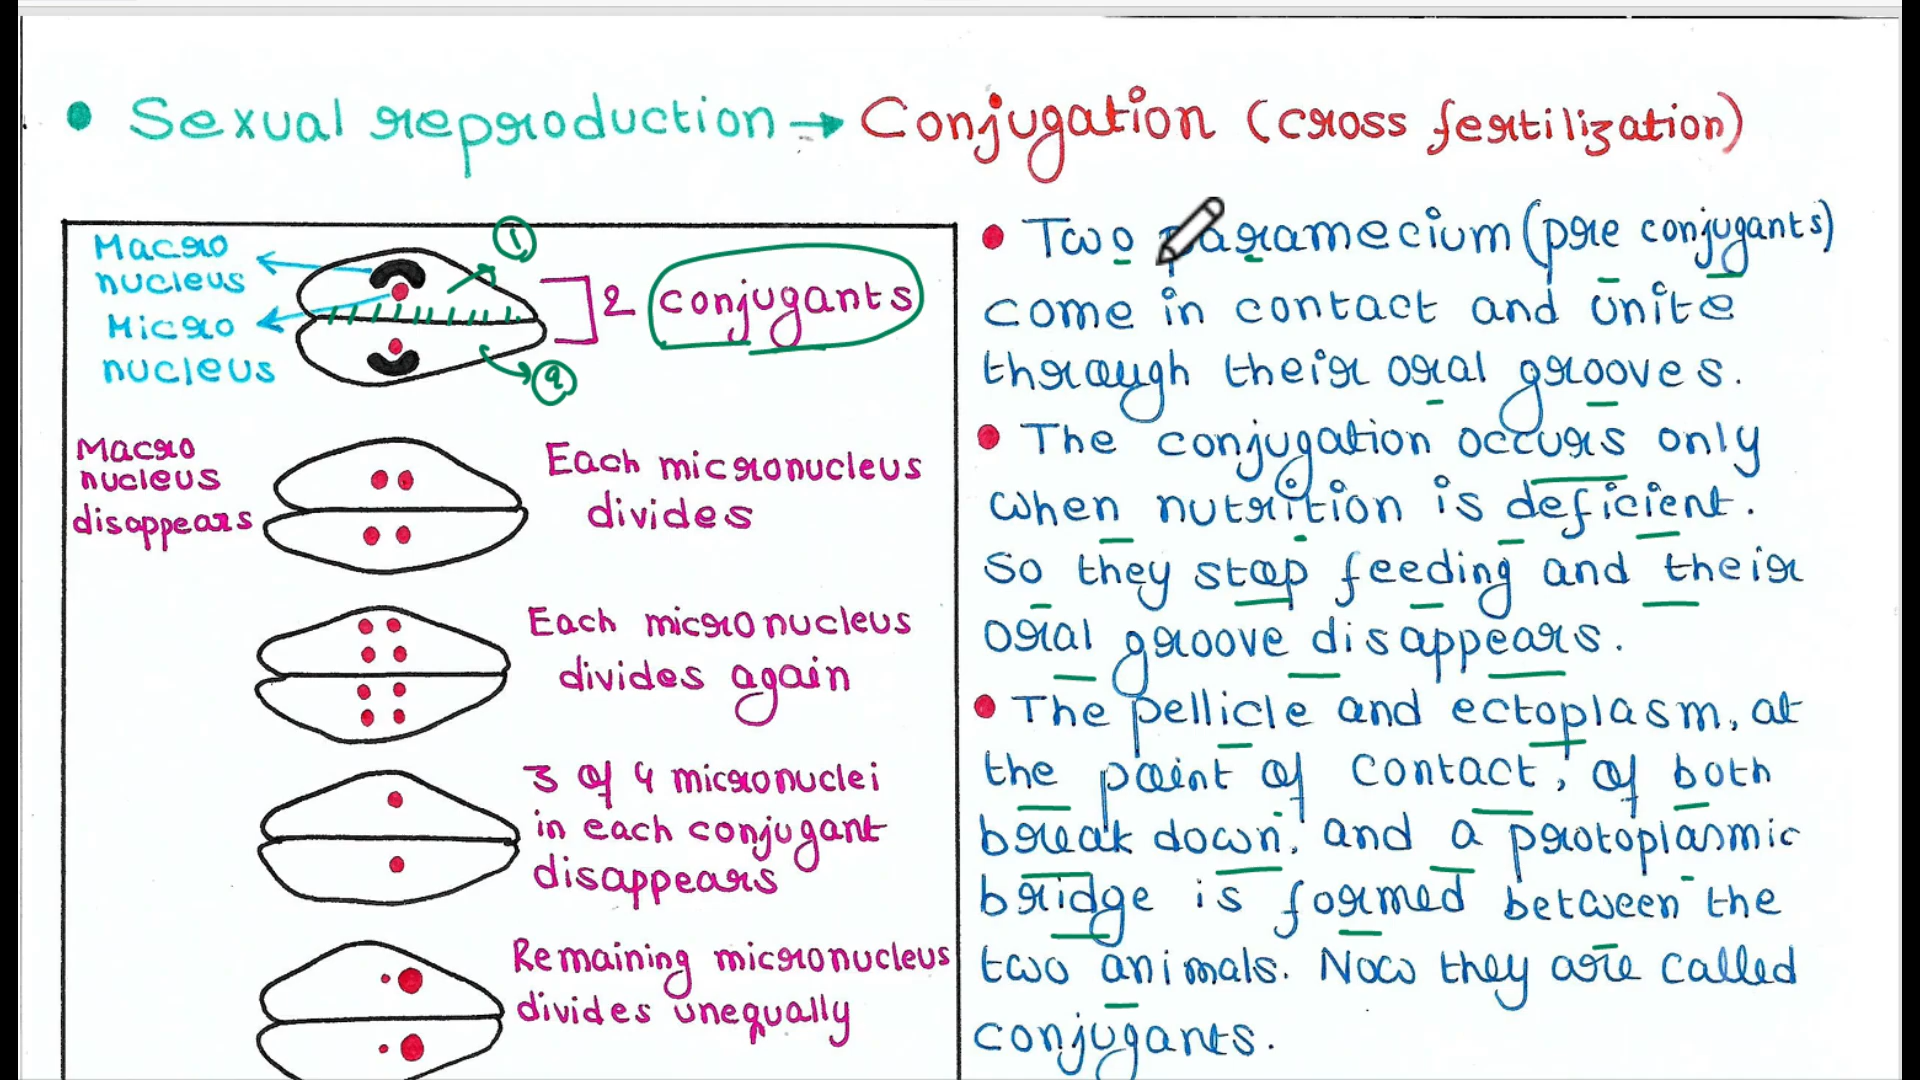 • Sexual reproduction → Conjugation (cross fertilization)
Macro
nucleus
Micro
nucleus
1
2
2 conjugants
Macro
nucleus
disappears
Each micronucleus
divides
Each micronucleus
divides again
3 of 4 micronuclei
in each conjugant
disappears
Remaining micronucleus
divides unequally
• Two paramecium (pre conjugants)
come in contact and unite
through their oral grooves.
• The conjugation occurs only
when nutrition is deficient.
So they stop feeding and their
oral groove disappears.
• The pellicle and ectoplasm, at
the point of contact, of both
break down, and a protoplasmic
bridge is formed between the
two animals. Now they are called
conjugants.